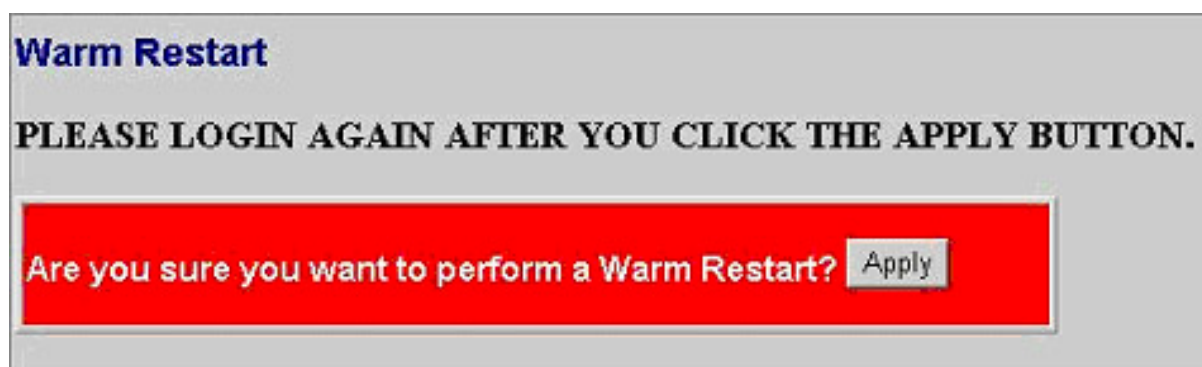 Warm Restart
PLEASE LOGIN AGAIN AFTER YOU CLICK THE APPLY BUTTON.
Are you sure you want to perform a Warm Restart? Apply